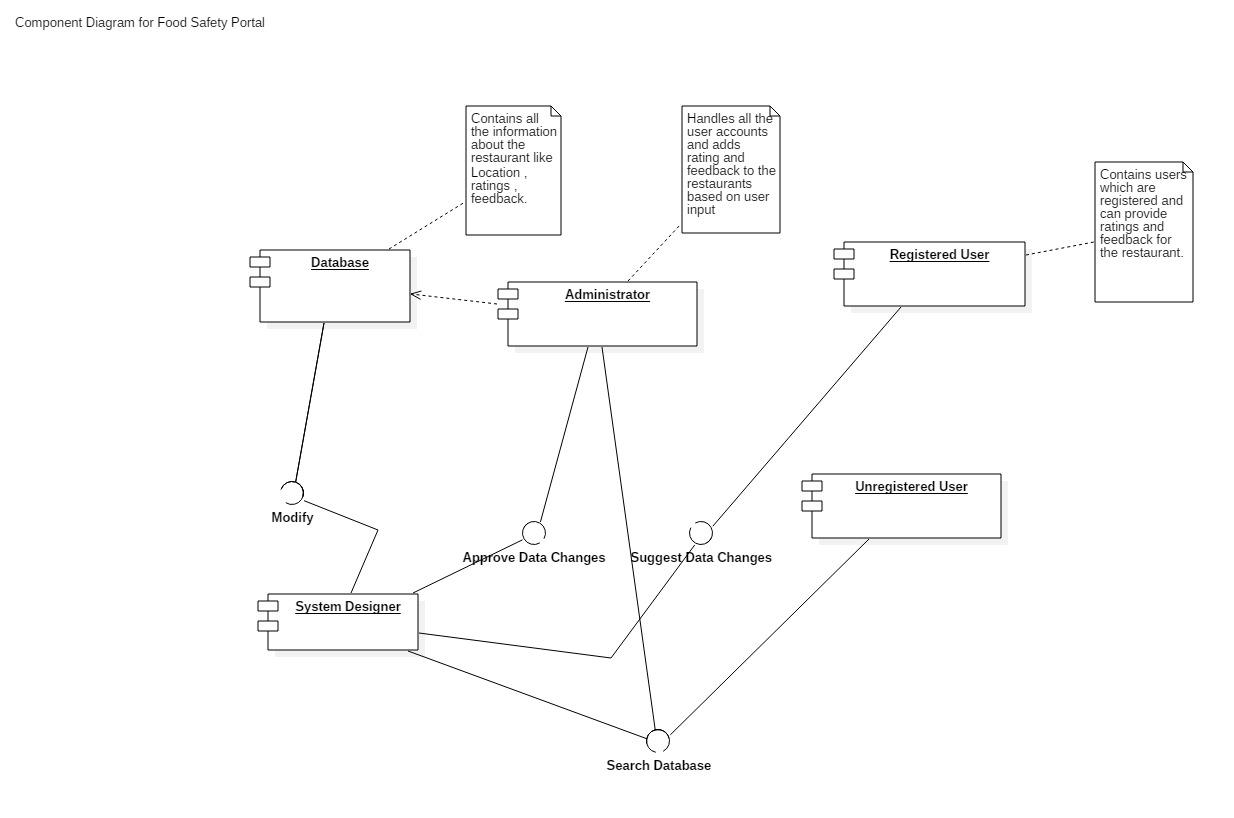 Component Diagram for Food Safety Portal
Contains all
the information
about the
restaurant like
Location ,
ratings ,
feedback.
Handles all the
user accounts
and adds
rating and
feedback to the
restaurants
based on user
input
Contains users
which are
registered and
can provide
ratings and
feedback for
the restaurant.
Database
Administrator
Registered User
Unregistered User
Modify
Approve Data Changes
Suggest Data Changes
System Designer
Search Database